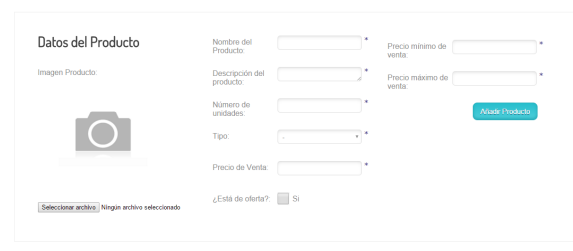 Datos del Producto
Imagen Producto:
Seleccionar archivo Ningún archivo seleccionado
Nombre del
Producto:
*
Descripción del
producto:
*
Número de
unidades:
*
Tipo:
-
*
Precio de Venta:
*
¿Está de oferta?:
Si
Precio mínimo de
venta:
*
Precio máximo de
venta:
*
Añadir Producto